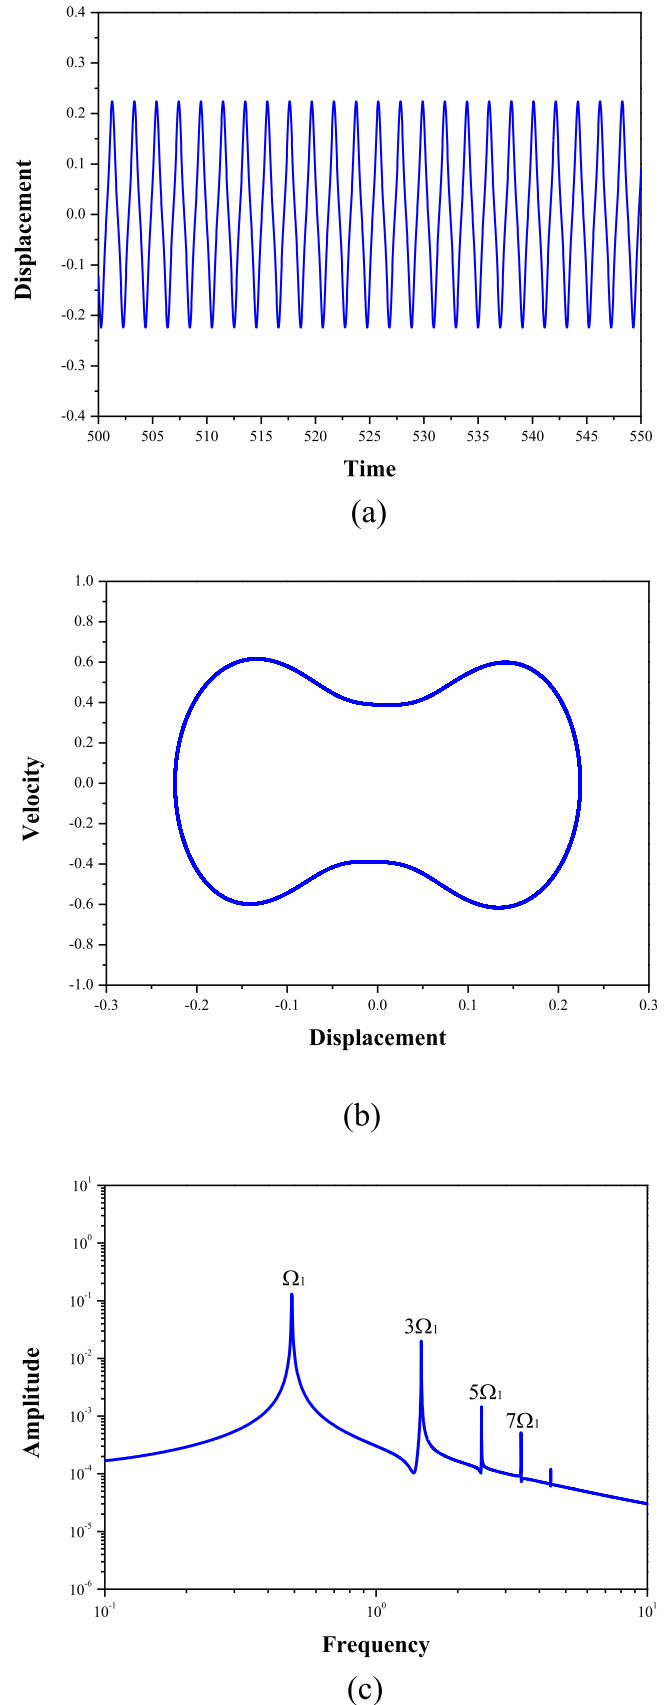 0.4
0.3
0.2
0.1
0.0
-0.1
-0.2
-0.3
-0.4
Displacement
500 505 510 515 520 525 530 535 540 545 550
Time
(a)
1.0
0.8
0.6
0.4
0.2
0.0
-0.2
-0.4
-0.6
-0.8
-1.0
Velocity
-0.3 -0.2 -0.1 0.0 0.1 0.2 0.3
Displacement
(b)
10¹
10⁰
10⁻¹
10⁻²
10⁻³
10⁻⁴
10⁻⁵
10⁻⁶
Amplitude
Ω₁
3Ω₁
5Ω₁
7Ω₁
10⁻¹ 10⁰ 10¹
Frequency
(c)